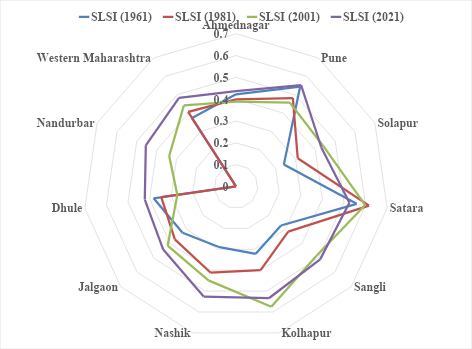 SLSI (1961) SLSI (1981) SLSI (2001) SLSI (2021)
Ahmednagar
0.7
Western Maharashtra 0.6 Pune
0.5
0.4
Nandurbar 0.3 Solapur
0.2
0.1
0
Dhule Satara
Jalgaon Sangli
Nashik Kolhapur